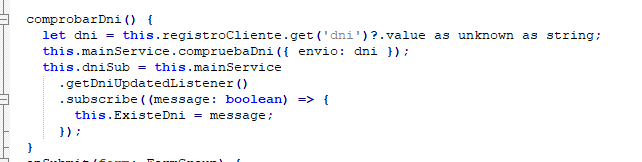 comprobarDni() {
let dni = this.registroCliente.get('dni')?.value as unknown as string;
this.mainService.compruebaDni({ envio: dni });
this.dniSub = this.mainService
.getDniUpdatedListener()
.subscribe((message: boolean) => {
this.ExisteDni = message;
});
}